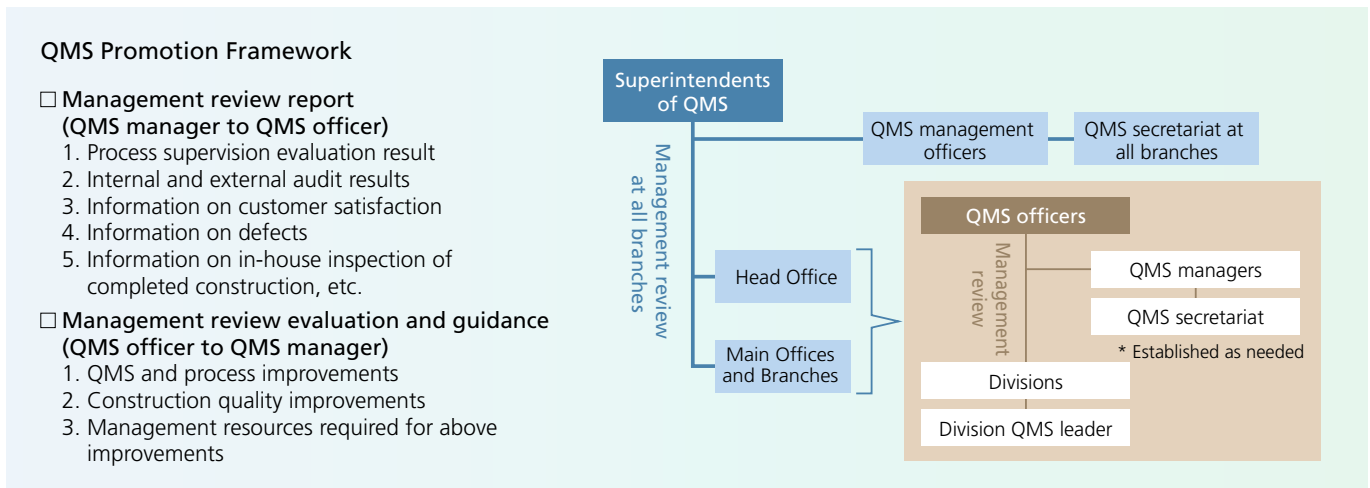 QMS Promotion Framework
□ Management review report
(QMS manager to QMS officer)
1. Process supervision evaluation result
2. Internal and external audit results
3. Information on customer satisfaction
4. Information on defects
5. Information on in-house inspection of
completed construction, etc.
□ Management review evaluation and guidance
(QMS officer to QMS manager)
1. QMS and process improvements
2. Construction quality improvements
3. Management resources required for above
improvements
Superintendents
of QMS
Management review
at all branches
QMS management
officers
QMS secretariat at
all branches
Head Office
Main Offices
and Branches
QMS officers
Management
review
QMS managers
QMS secretariat
* Established as needed
Divisions
Division QMS leader